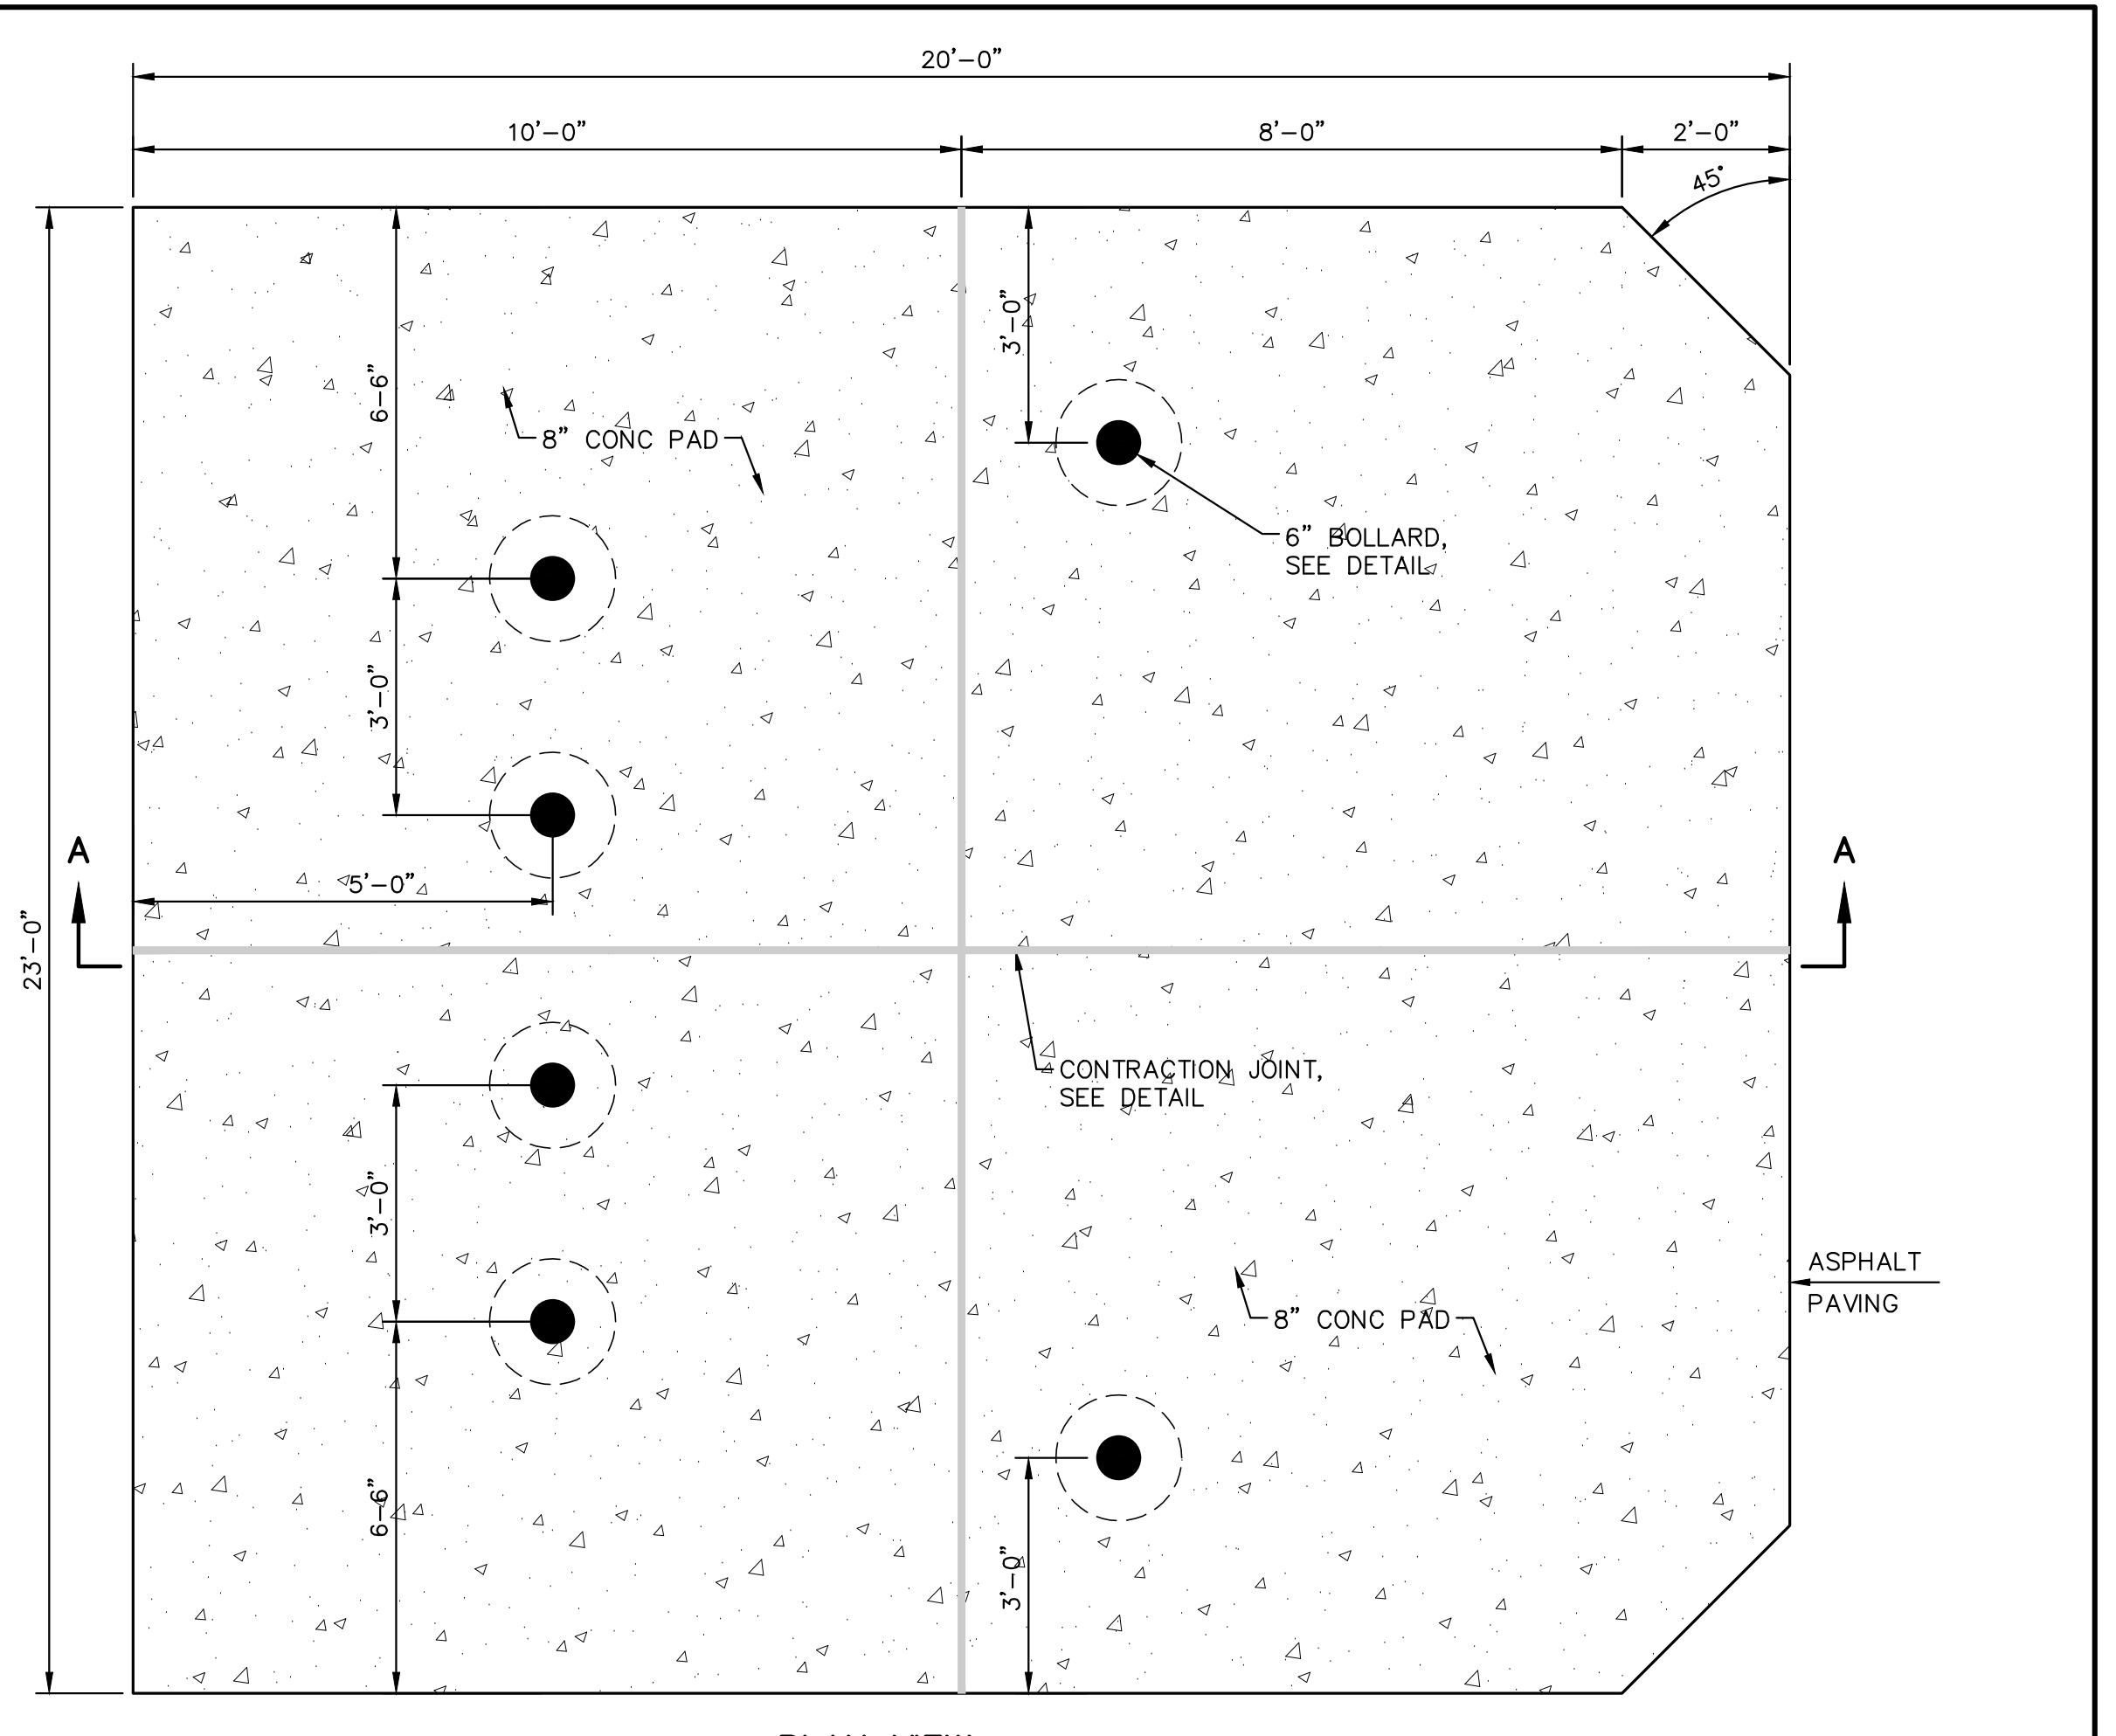 20'-0"
10'-0"
8'-0"
2'-0"
45°
6-6"
3'-0"
8" CONC PAD
6" BOLLARD,
SEE DETAIL
3'-0"
A
A
5'-0"
23'-0"
CONTRACTION JOINT,
SEE DETAIL
3'-0"
ASPHALT
PAVING
8" CONC PAD
6-6"
3'-0"
PLAN VIEW